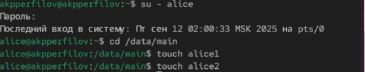 akpperfilov@akpperfilov:~$ su - alice
Пароль:
Последний вход в систему: Пт сен 12 02:00:33 MSK 2025 на pts/0
alice@akpperfilov:~$ cd /data/main
alice@akpperfilov:/data/main$ touch alice1
alice@akpperfilov:/data/main$ touch alice2